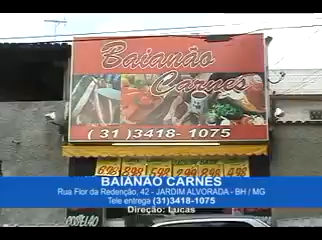 Baianão
Carnes
(31)3418-1075
BAIANÃO CARNES
Rua Flor da Redenção, 42 - JARDIM ALVORADA - BH / MG
Tele entrega (31)3418-1075
Direção: Lucas